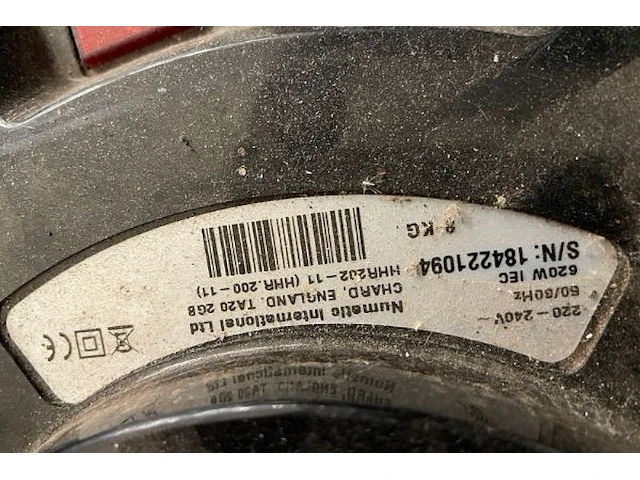 Numatic International Ltd
CHARD, ENGLAND. TA20 2GB
HHR202-11 (HHR.200-11)
220-240V~
50/60Hz
620W IEC
S/N: 184221094
8 KG
CE